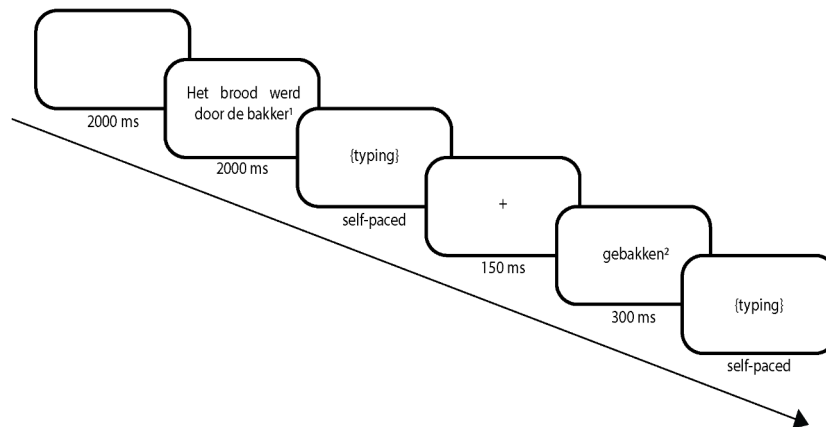 2000 ms
Het brood werd
door de bakker¹
2000 ms
{typing}
self-paced
+
150 ms
gebakken²
300 ms
{typing}
self-paced